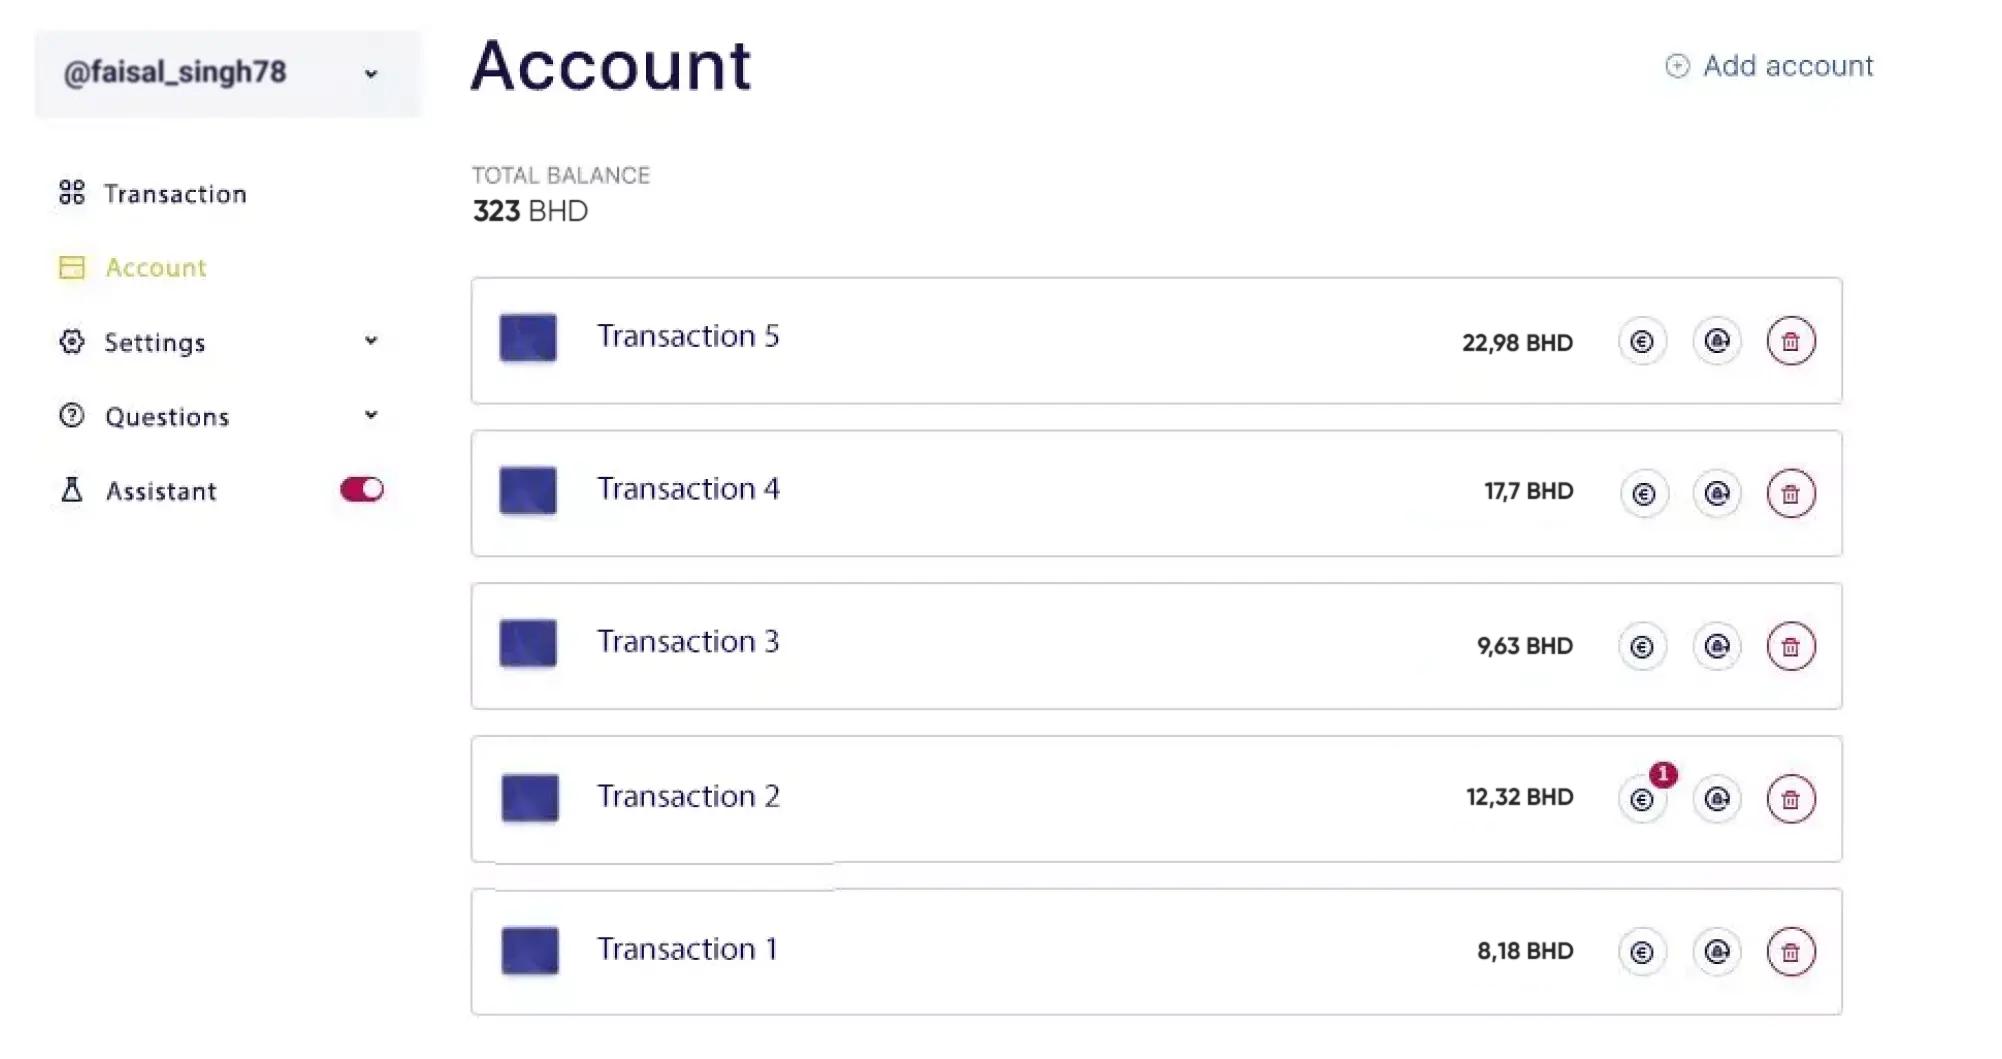 @faisal_singh78
Account
Add account
Transaction
Account
Settings
Questions
Assistant
TOTAL BALANCE
323 BHD
Transaction 5
22,98 BHD
Transaction 4
17,7 BHD
Transaction 3
9,63 BHD
Transaction 2
12,32 BHD
1
Transaction 1
8,18 BHD